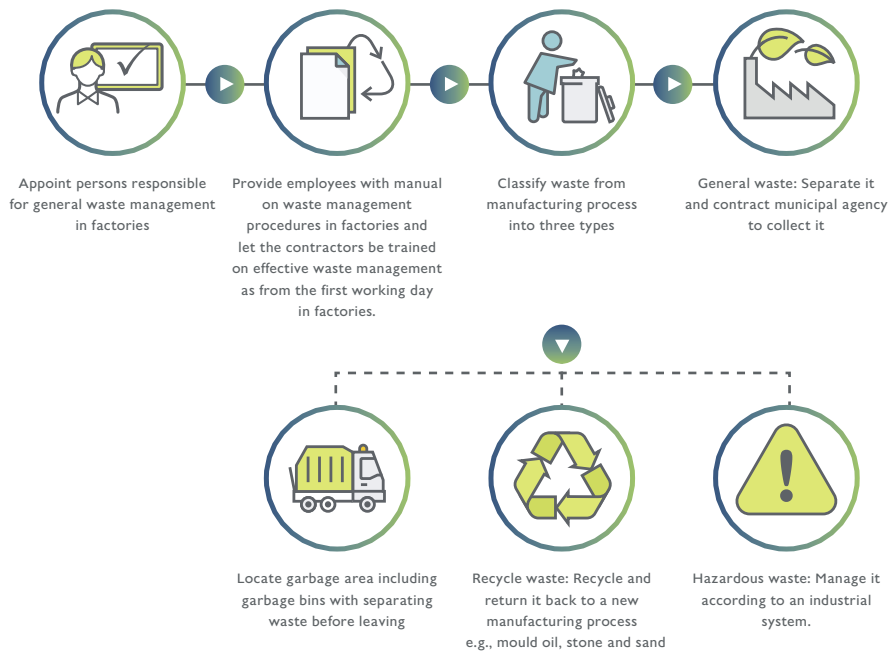 Appoint persons responsible
for general waste management
in factories
Provide employees with manual
on waste management
procedures in factories and
let the contractors be trained
on effective waste management
as from the first working day
in factories.
Classify waste from
manufacturing process
into three types
General waste: Separate it
and contract municipal agency
to collect it
Locate garbage area including
garbage bins with separating
waste before leaving
Recycle waste: Recycle and
return it back to a new
manufacturing process
e.g., mould oil, stone and sand
Hazardous waste: Manage it
according to an industrial
system.